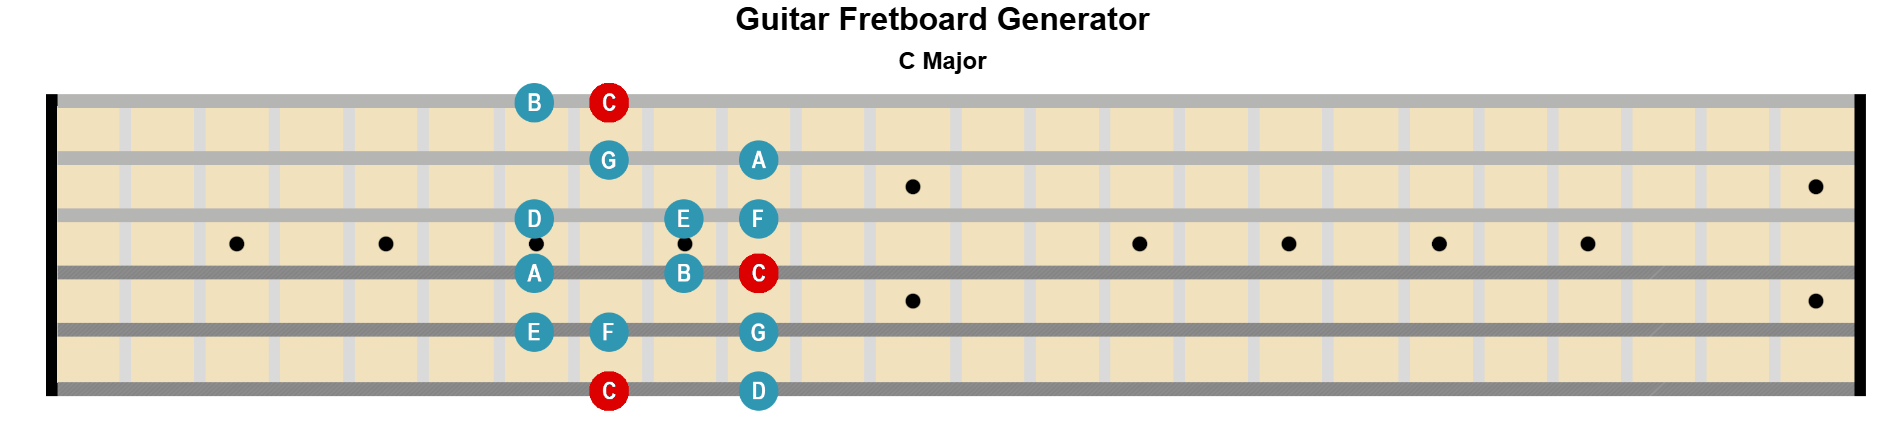 Guitar Fretboard Generator
C Major
B C
G A
D E F
A B C
E F G
C D